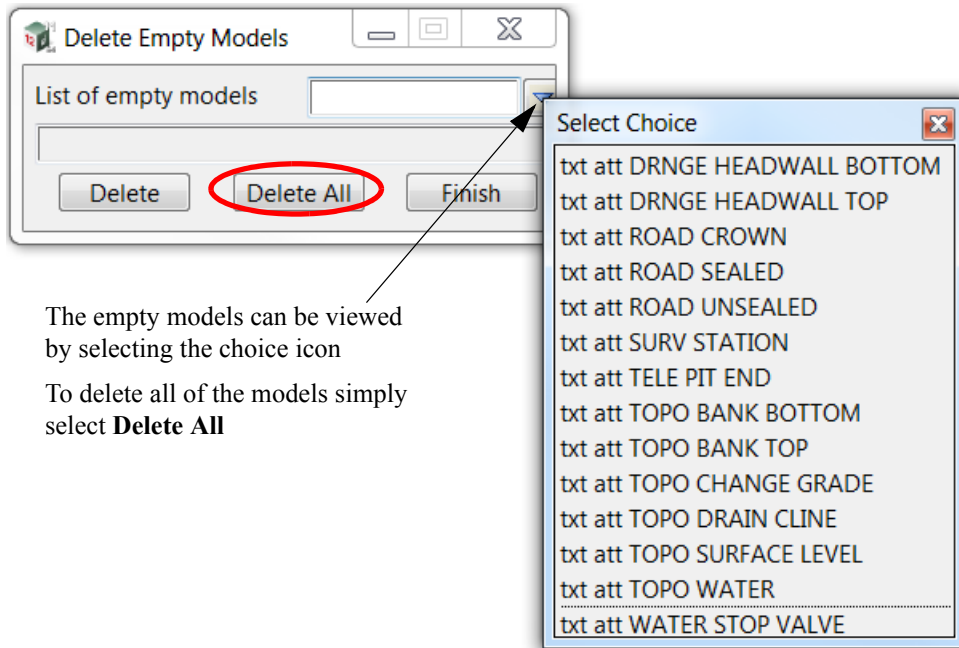 Delete Empty Models
List of empty models
Delete
Delete All
Finish
The empty models can be viewed
by selecting the choice icon
To delete all of the models simply
select Delete All
Select Choice
txt att DRNGE HEADWALL BOTTOM
txt att DRNGE HEADWALL TOP
txt att ROAD CROWN
txt att ROAD SEALED
txt att ROAD UNSEALED
txt att SURV STATION
txt att TELE PIT END
txt att TOPO BANK BOTTOM
txt att TOPO BANK TOP
txt att TOPO CHANGE GRADE
txt att TOPO DRAIN CLINE
txt att TOPO SURFACE LEVEL
txt att TOPO WATER
txt att WATER STOP VALVE